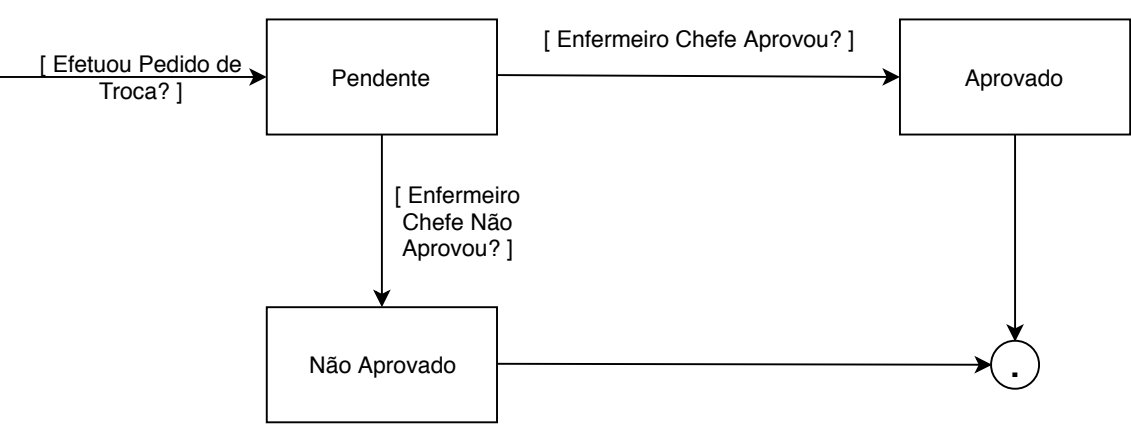 [ Enfermeiro Chefe Aprovou? ]
[ Efetuou Pedido de
Troca? ]
Pendente
Aprovado
[ Enfermeiro
Chefe Não
Aprovou? ]
Não Aprovado
.